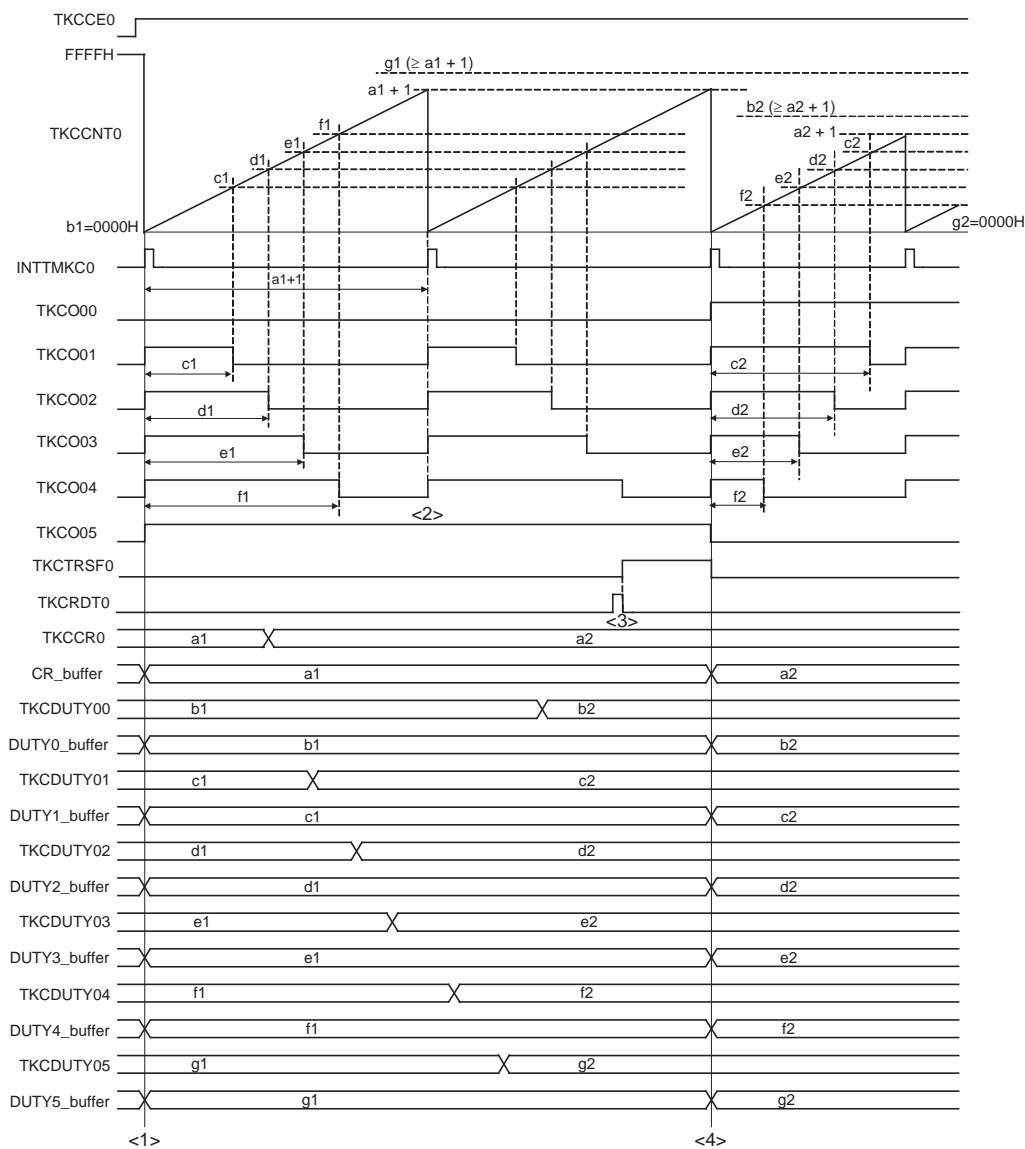 TKCCE0
FFFFH
g1 (≥ a1 + 1)
a1 + 1
b2 (≥ a2 + 1)
f1
a2 + 1
TKCCNT0
e1
c2
d1
d2
c1
e2
f2
b1=0000H
g2=0000H
INTTMKC0
a1+1
TKCO00
TKCO01
c1
c2
TKCO02
d1
d2
TKCO03
e1
e2
TKCO04
f1
f2
<2>
TKCO05
TKCTRSF0
TKCRDT0
<3>
TKCCR0
a1
a2
CR_buffer
a1
a2
TKCDUTY00
b1
b2
DUTY0_buffer
b1
b2
TKCDUTY01
c1
c2
DUTY1_buffer
c1
c2
TKCDUTY02
d1
d2
DUTY2_buffer
d1
d2
TKCDUTY03
e1
e2
DUTY3_buffer
e1
e2
TKCDUTY04
f1
f2
DUTY4_buffer
f1
f2
TKCDUTY05
g1
g2
DUTY5_buffer
g1
g2
<1>
<4>